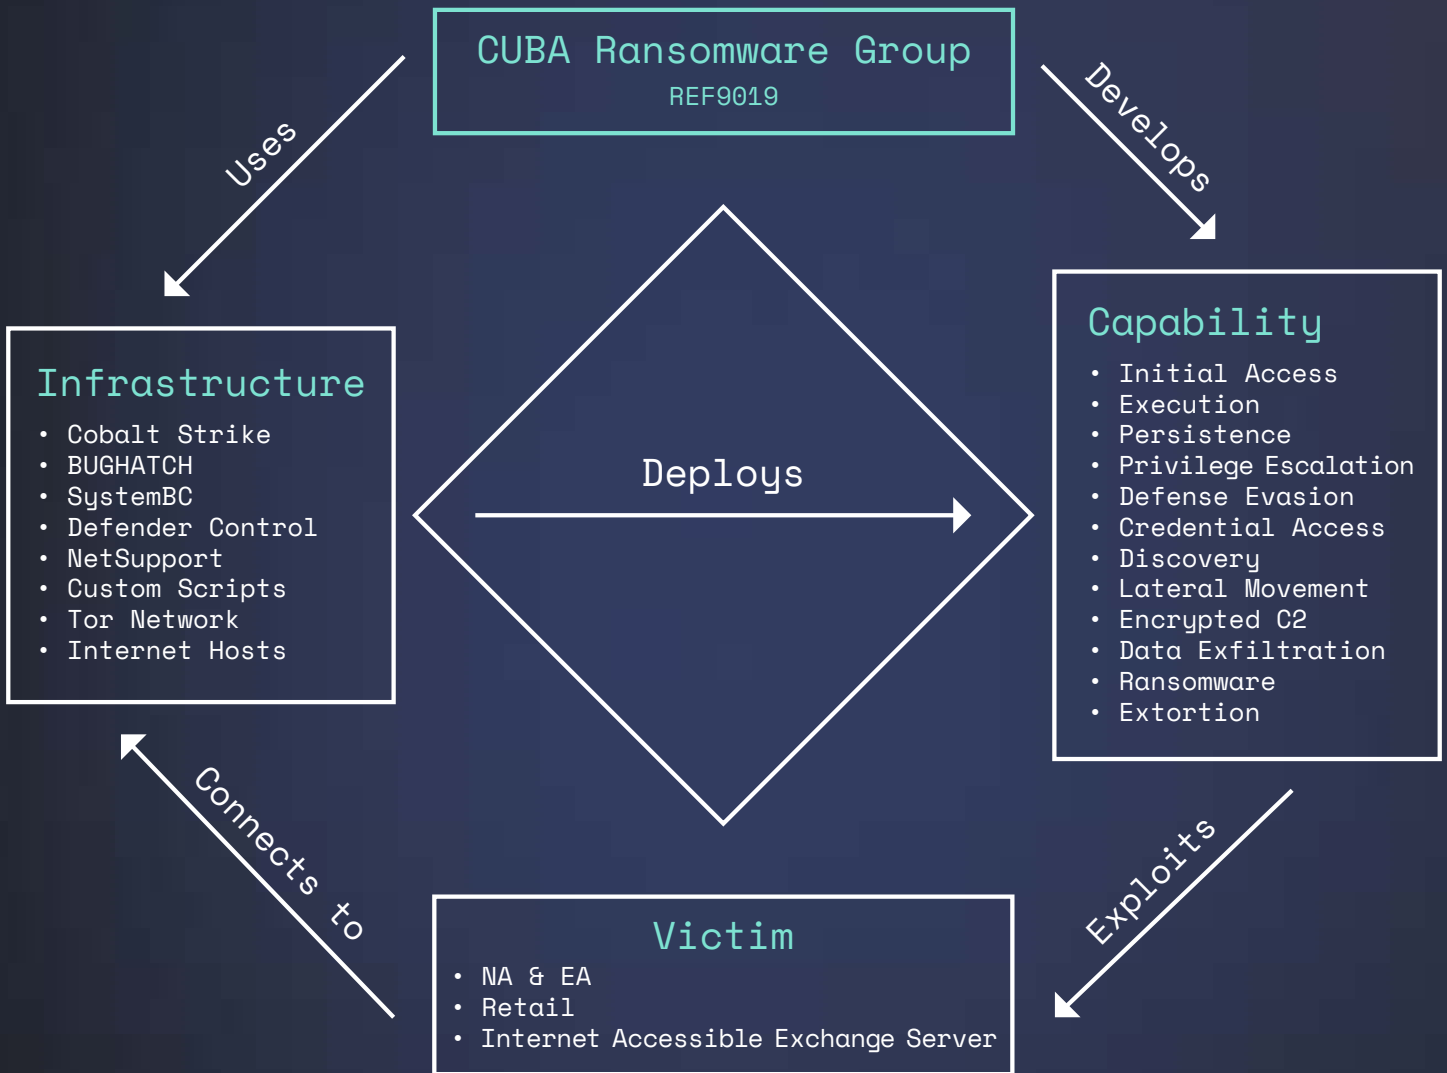 CUBA Ransomware Group
REF9019
Uses
Develops
Infrastructure
• Cobalt Strike
• BUGHATCH
• SystemBC
• Defender Control
• NetSupport
• Custom Scripts
• Tor Network
• Internet Hosts
Deploys
Capability
• Initial Access
• Execution
• Persistence
• Privilege Escalation
• Defense Evasion
• Credential Access
• Discovery
• Lateral Movement
• Encrypted C2
• Data Exfiltration
• Ransomware
• Extortion
Connects to
Exploits
Victim
• NA & EA
• Retail
• Internet Accessible Exchange Server